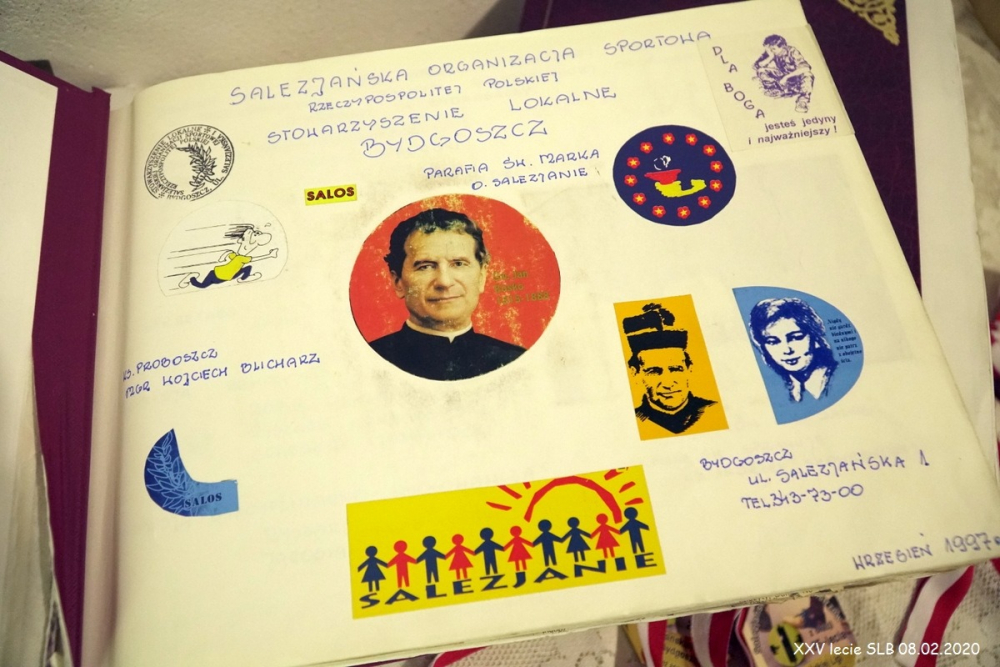 SALEZJAŃSKA ORGANIZACJA SPORTOWA
RZECZYPOSPOLITEJ POLSKIEJ
STOWARZYSZENIE LOKALNE
BYDGOSZCZ
PARAFIA ŚW. MARKA
O. SALEZJANIE
DLA BOGA
jesteś jedyny
i najważniejszy !
SALOS
KS. PROBOSZCZ
MGR WOJCIECH BLICHARZ
SALOS
SALEZJANIE
BYDGOSZCZ
UL. SALEZJAŃSKA 1
TEL 343-73-00
WRZESIEŃ 1997r
XXV lecie SLB 08.02.2020